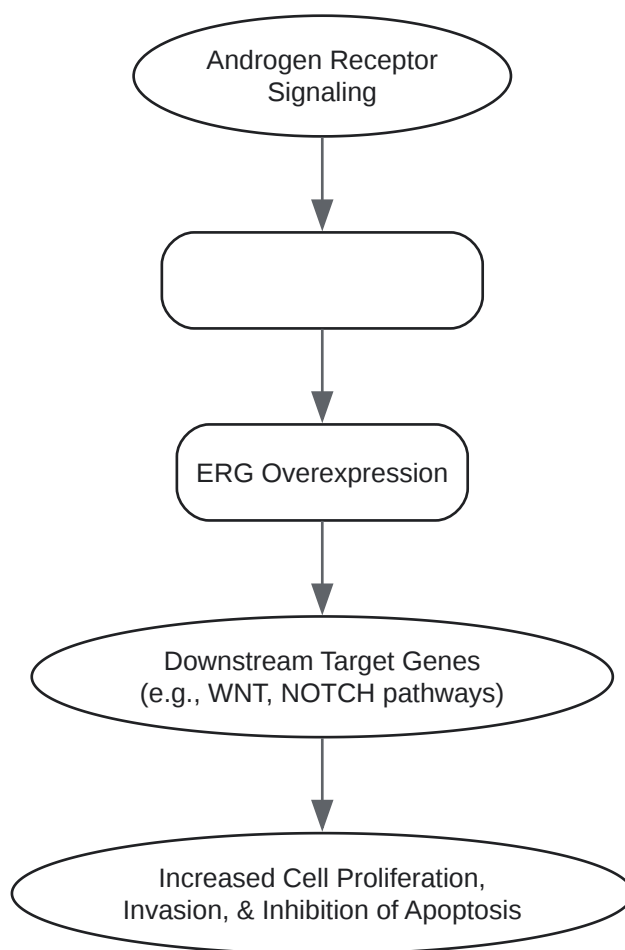 Androgen Receptor
Signaling
ERG Overexpression
Downstream Target Genes
(e.g., WNT, NOTCH pathways)
Increased Cell Proliferation,
Invasion, & Inhibition of Apoptosis